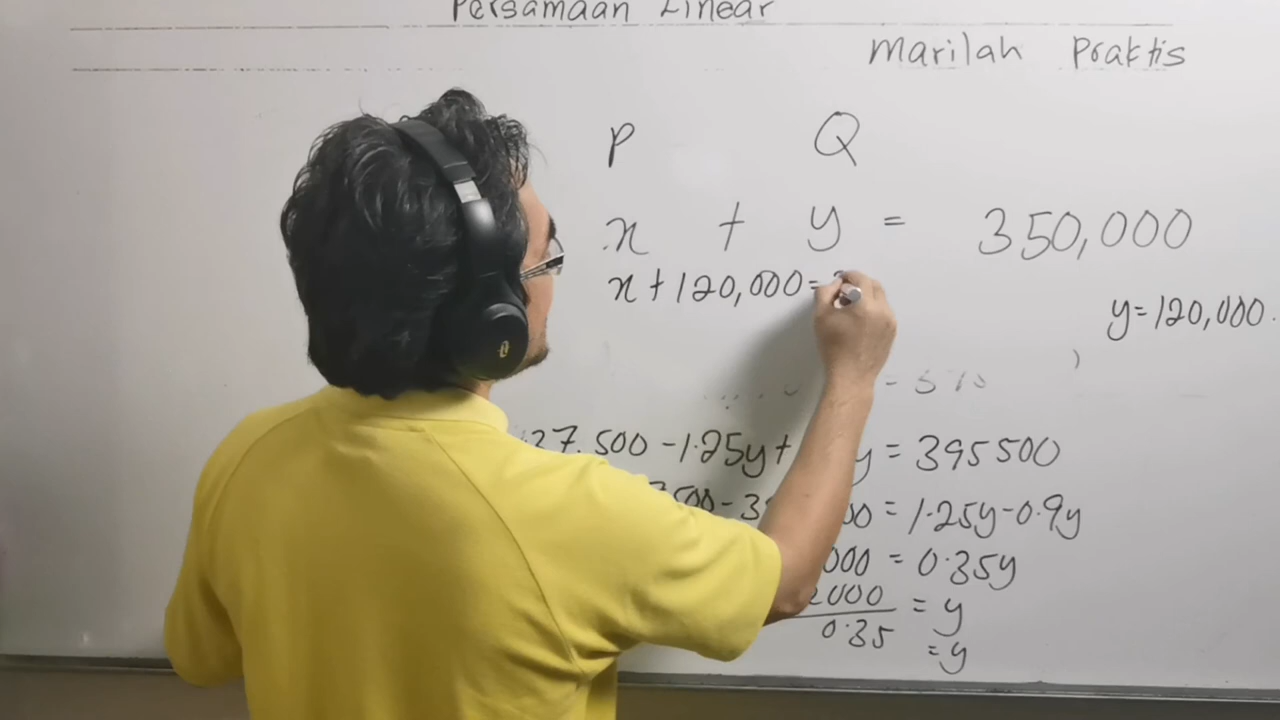 Persamaan Linear
Marilah Praktis
P Q
x + y = 350,000
x + 120,000 =
y = 120,000.
27.500 - 1.25y + y = 395500
500 - 3 00 = 1.25y - 0.9y
000 = 0.35y
2000 / 0.35 = y
= y